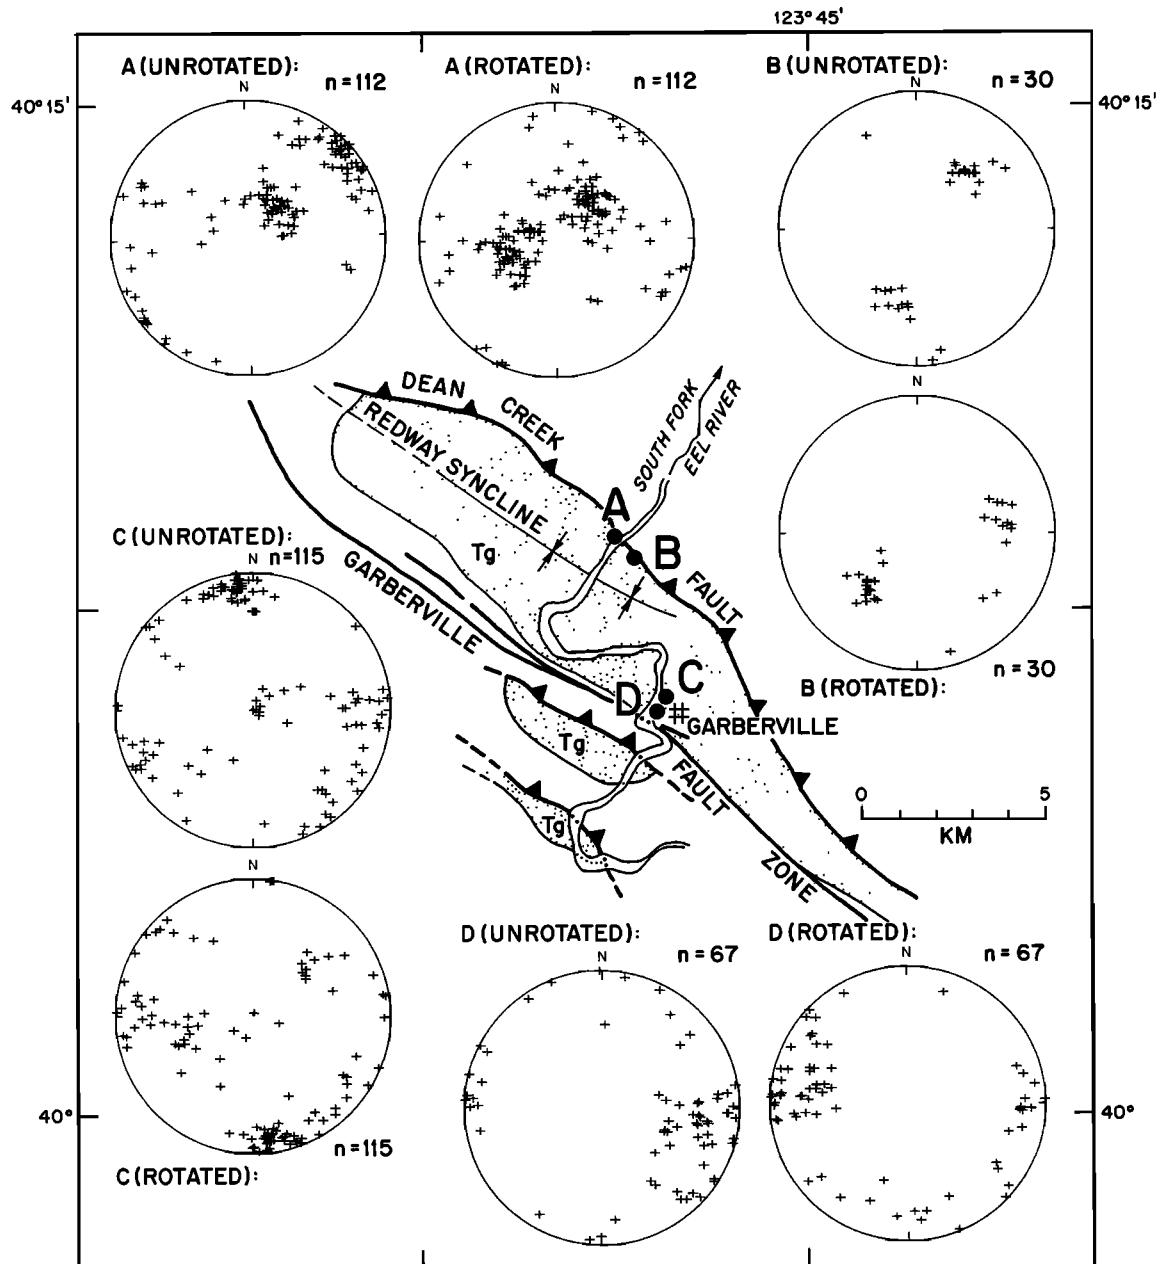 123°45'
A (UNROTATED):
n=112
N
A (ROTATED):
n=112
N
B (UNROTATED):
n=30
N
40°15'
40°15'
DEAN
CREEK
FAULT
REDWAY SYNCLINE
SOUTH FORK
EEL RIVER
A
B
N
n=30
B (ROTATED):
C (UNROTATED):
N
n=115
Tg
GARBERVILLE
C
D
GARBERVILLE
Tg
FAULT
0
5
KM
Tg
ZONE
N
n=115
C (ROTATED):
D (UNROTATED):
n=67
N
D (ROTATED):
n=67
N
40°
40°